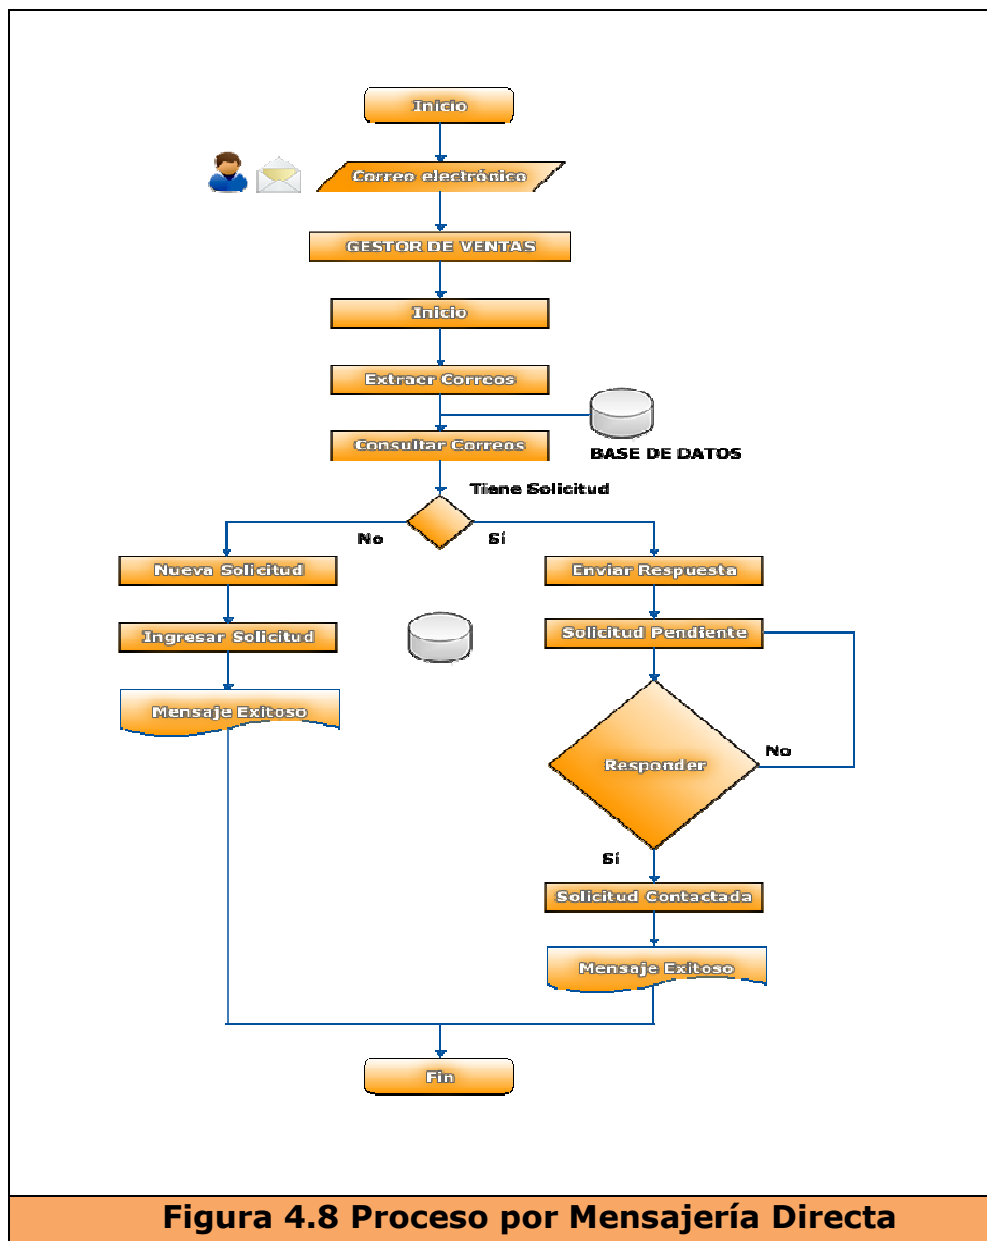 Inicio
Correo electrónico
GESTOR DE VENTAS
Inicio
Extraer Correos
BASE DE DATOS
Consultar Correos
Tiene Solicitud
No
Sí
Nueva Solicitud
Enviar Respuesta
Ingresar Solicitud
Solicitud Pendiente
Mensaje Exitoso
Responder
No
Sí
Solicitud Contactada
Mensaje Exitoso
Fin
Figura 4.8 Proceso por Mensajería Directa